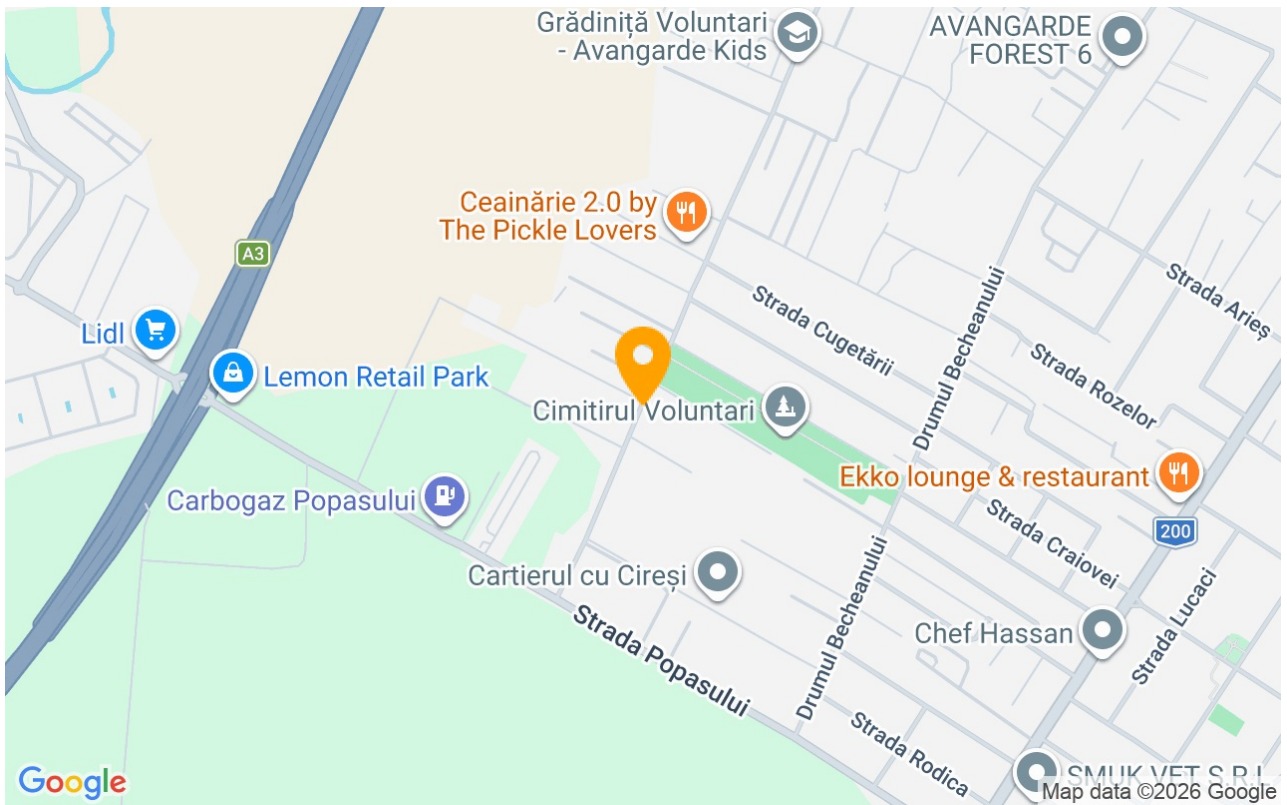 Grădiniță Voluntari
- Avangarde Kids
AVANGARDE
FOREST 6
Ceainărie 2.0 by
The Pickle Lovers
A3
Strada Arieș
Strada Cugetării
Lidl
Lemon Retail Park
Drumul Becheanului
Strada Rozelor
Cimitirul Voluntari
Ekko lounge & restaurant
Carbogaz Popasului
200
Strada Craiovei
Cartierul cu Cireși
Drumul Becheanului
Strada Lucaci
Chef Hassan
Strada Popasului
Strada Rodica
SMUK VET S.R.L
Google
Map data ©2026 Google